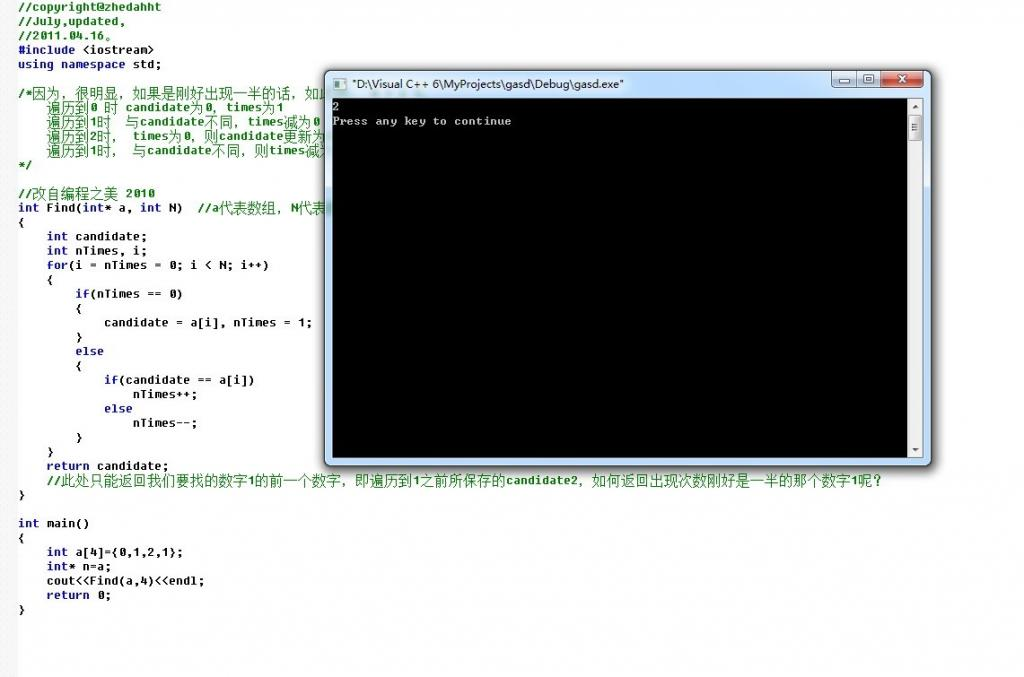 //copyright@zhedahht
//July,updated,
//2011.04.16。
#include <iostream>
using namespace std;
/*因为，很明显，如果是刚好出现一半的话，如
遍历到0 时 candidate为0，times为1
遍历到1时 与candidate不同，times减为0
遍历到2时， times为0，则candidate更新为
遍历到1时， 与candidate不同，则times减为
*/
//改自编程之美 2010
int Find(int* a, int N) //a代表数组，N代表
{
int candidate;
int nTimes, i;
for(i = nTimes = 0; i < N; i++)
{
if(nTimes == 0)
{
candidate = a[i], nTimes = 1;
}
else
{
if(candidate == a[i])
nTimes++;
else
nTimes--;
}
}
return candidate;
//此处只能返回我们要找的数字1的前一个数字，即遍历到1之前所保存的candidate2，如何返回出现次数刚好是一半的那个数字1呢？
}
int main()
{
int a[4]={0,1,2,1};
int* n=a;
cout<<Find(a,4)<<endl;
return 0;
}
"D:\Visual C++ 6\MyProjects\gasd\Debug\gasd.exe"
2
Press any key to continue